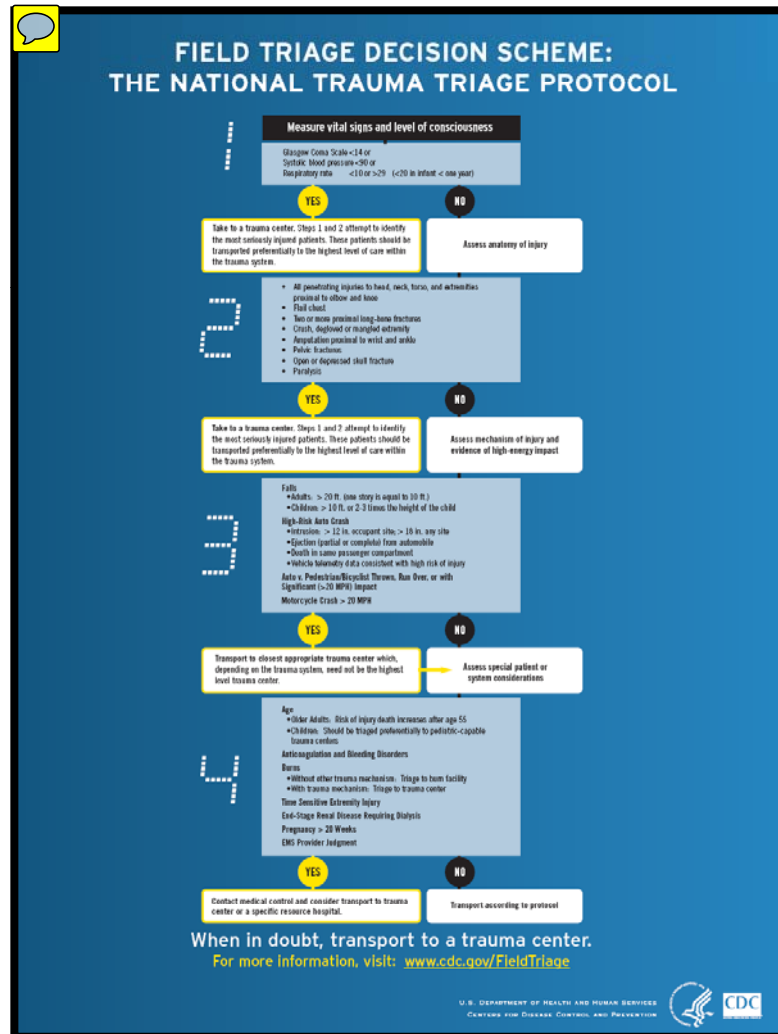 FIELD TRIAGE DECISION SCHEME:
THE NATIONAL TRAUMA TRIAGE PROTOCOL
1
Measure vital signs and level of consciousness
Glasgow Coma Scale <14 or
Systolic blood pressure <90 or
Respiratory rate <10 or >29 (<20 in infant < one year)
YES
NO
Take to a trauma center. Steps 1 and 2 attempt to identify
the most seriously injured patients. These patients should be
transported preferentially to the highest level of care within
the trauma system.
Assess anatomy of injury
2
• All penetrating injuries to head, neck, torso, and extremities
proximal to elbow and knee
• Flail chest
• Two or more proximal long-bone fractures
• Crush, degloved or mangled extremity
• Amputation proximal to wrist and ankle
• Pelvic fractures
• Open or depressed skull fracture
• Paralysis
YES
NO
Take to a trauma center. Steps 1 and 2 attempt to identify
the most seriously injured patients. These patients should be
transported preferentially to the highest level of care within
the trauma system.
Assess mechanism of injury and
evidence of high-energy impact
3
Falls
• Adults: > 20 ft. (one story is equal to 10 ft.)
• Children: > 10 ft. or 2-3 times the height of the child
High-Risk Auto Crash
• Intrusion: > 12 in. occupant site; > 18 in. any site
• Ejection (partial or complete) from automobile
• Death in same passenger compartment
• Vehicle telemetry data consistent with high risk of injury
Auto v. Pedestrian/Bicyclist Thrown, Run Over, or with
Significant (>20 MPH) Impact
Motorcycle Crash > 20 MPH
YES
NO
Transport to closest appropriate trauma center which,
depending on the trauma system, need not be the highest
level trauma center.
Assess special patient or
system considerations
4
Age
• Older Adults: Risk of injury death increases after age 55
• Children: Should be triaged preferentially to pediatric-capable
trauma centers
Anticoagulation and Bleeding Disorders
Burns
• Without other trauma mechanism: Triage to burn facility
• With trauma mechanism: Triage to trauma center
Time Sensitive Extremity Injury
End-Stage Renal Disease Requiring Dialysis
Pregnancy > 20 Weeks
EMS Provider Judgment
YES
NO
Contact medical control and consider transport to trauma
center or a specific resource hospital.
Transport according to protocol
When in doubt, transport to a trauma center.
For more information, visit: www.cdc.gov/FieldTriage
U.S. DEPARTMENT OF HEALTH AND HUMAN SERVICES
CENTERS FOR DISEASE CONTROL AND PREVENTION
CDC